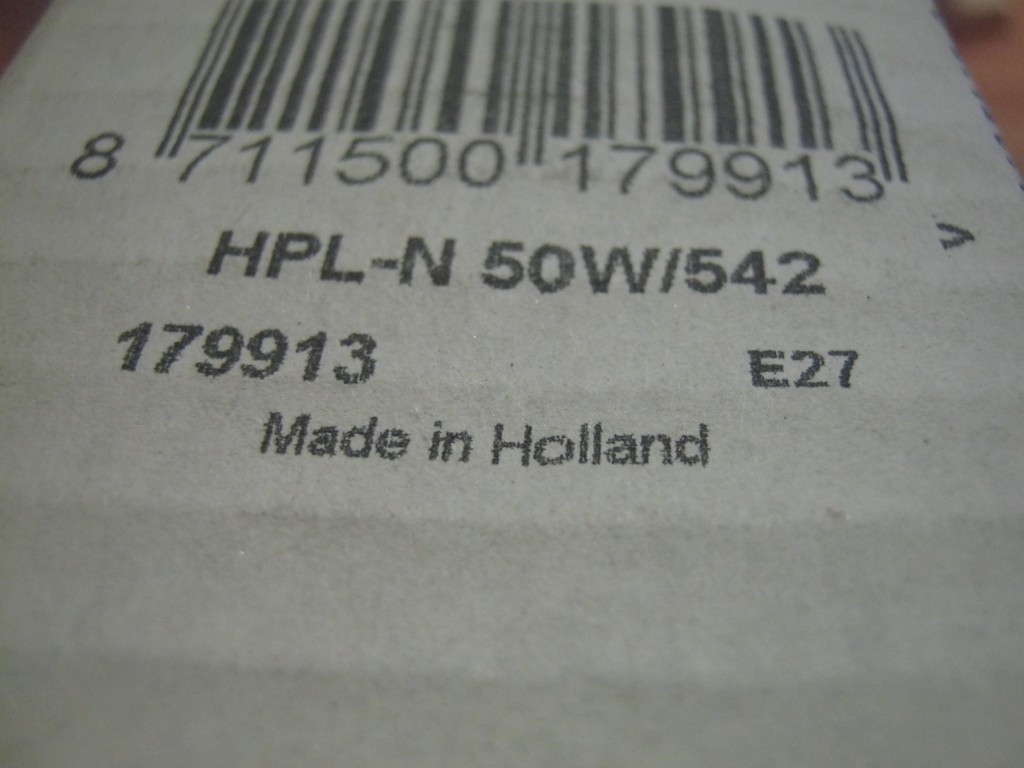 8 711500 179913 >
HPL-N 50W/542
179913 E27
Made in Holland